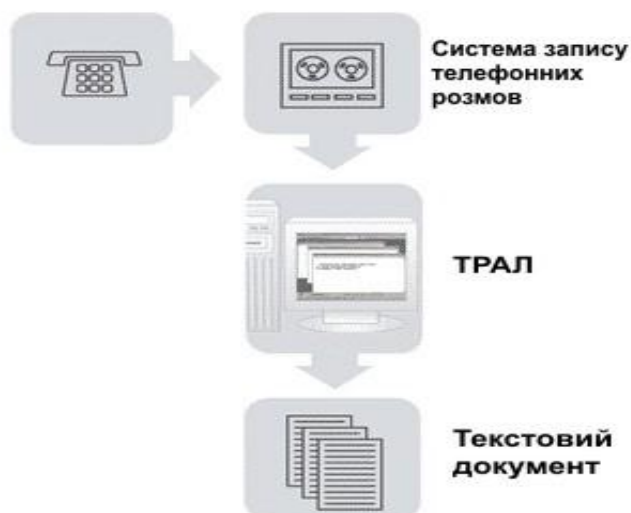 Система запису
телефонних
розмов
ТРАЛ
Текстовий
документ